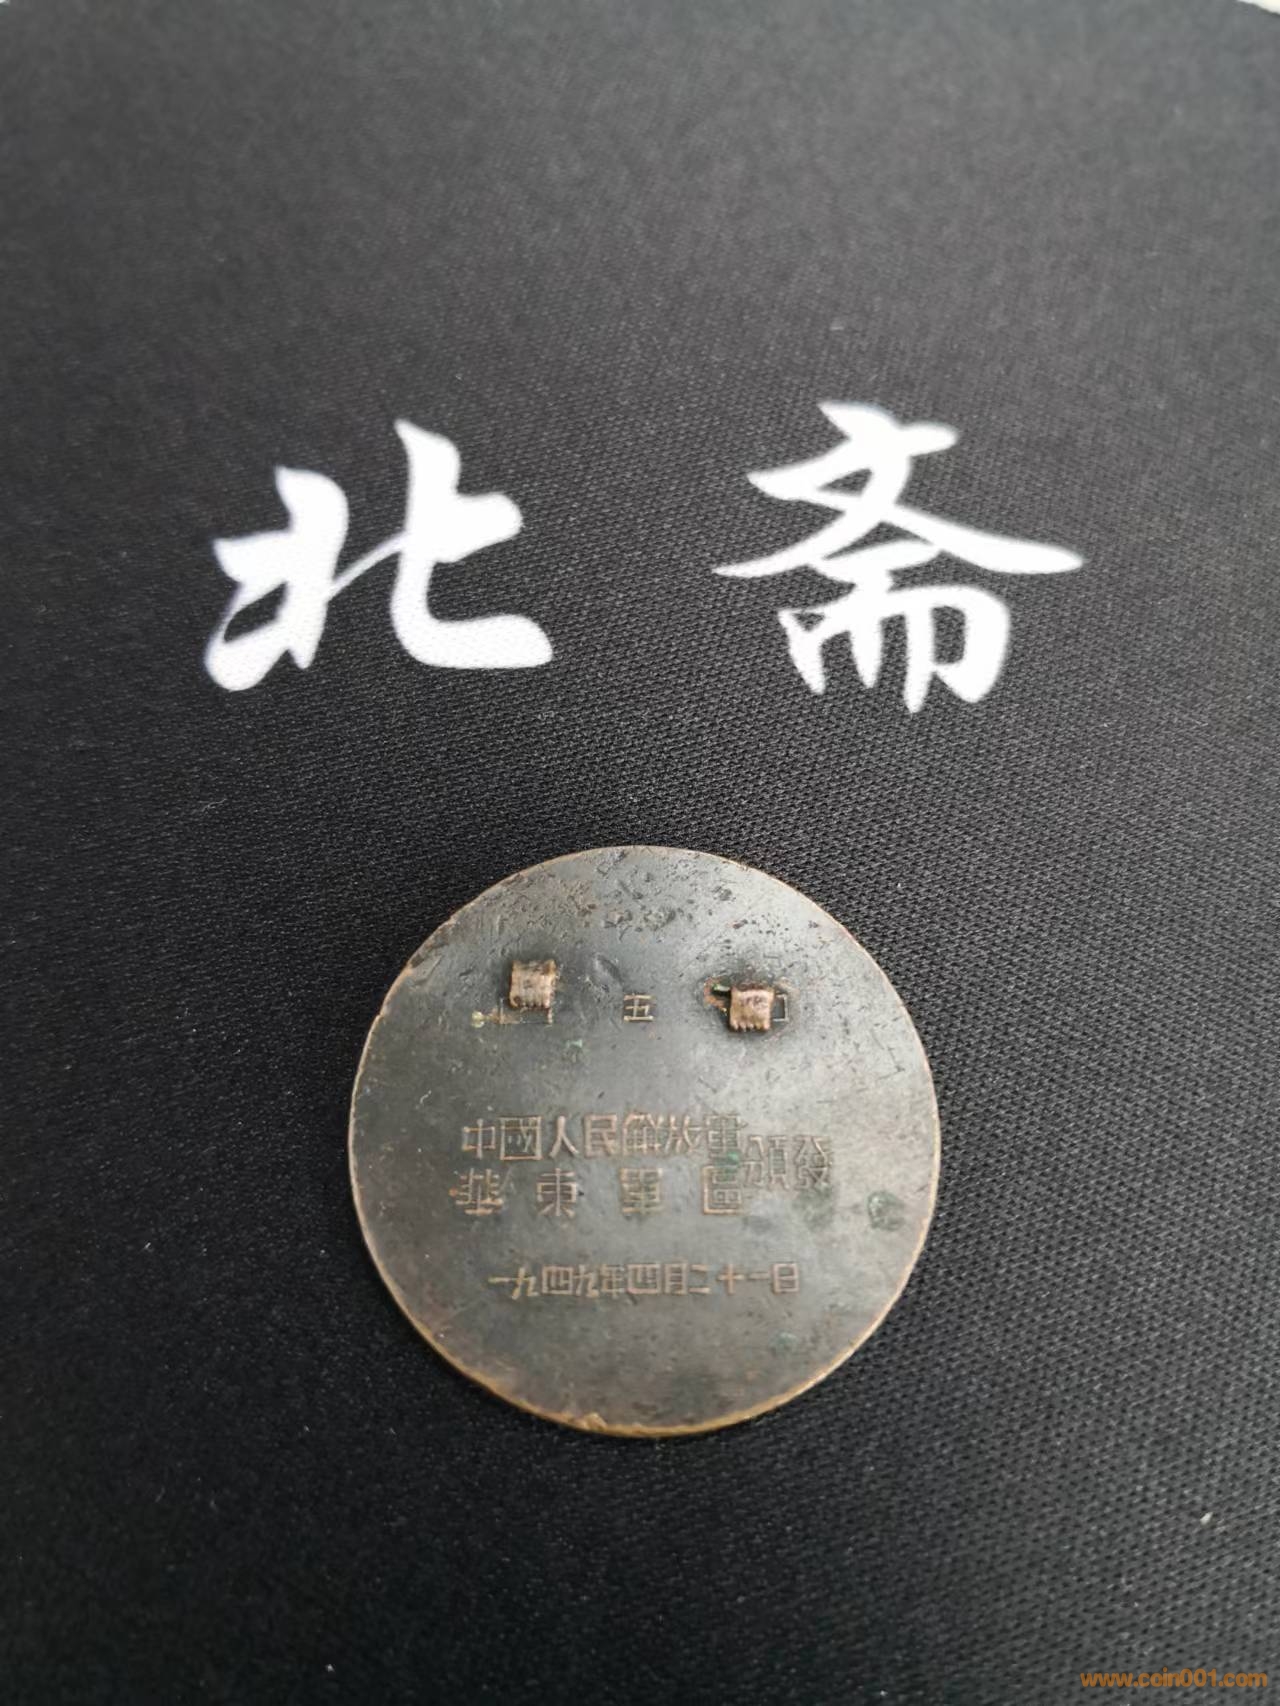 北斋
五
中國人民解放軍
華東軍區
頒發
一九四九年四月二十一日
www.coin001.com